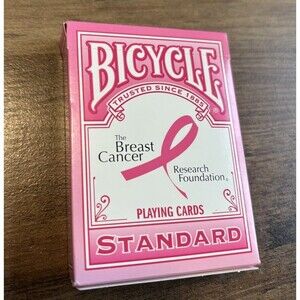 BICYCLE
TRUSTED SINCE 1885
The
Breast
Cancer
Research
Foundation®
PLAYING CARDS
STANDARD